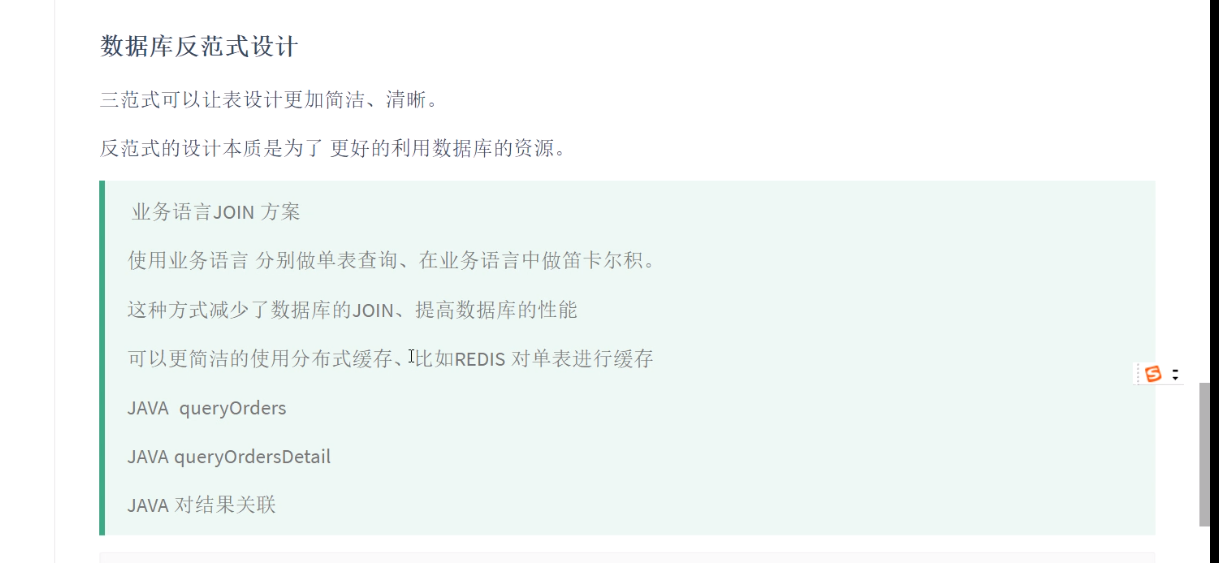 数据库反范式设计
三范式可以让表设计更加简洁、清晰。
反范式的设计本质是为了 更好的利用数据库的资源。
业务语言JOIN 方案
使用业务语言 分别做单表查询、在业务语言中做笛卡尔积。
这种方式减少了数据库的JOIN、提高数据库的性能
可以更简洁的使用分布式缓存、比如REDIS 对单表进行缓存
JAVA  queryOrders
JAVA queryOrdersDetail
JAVA 对结果关联